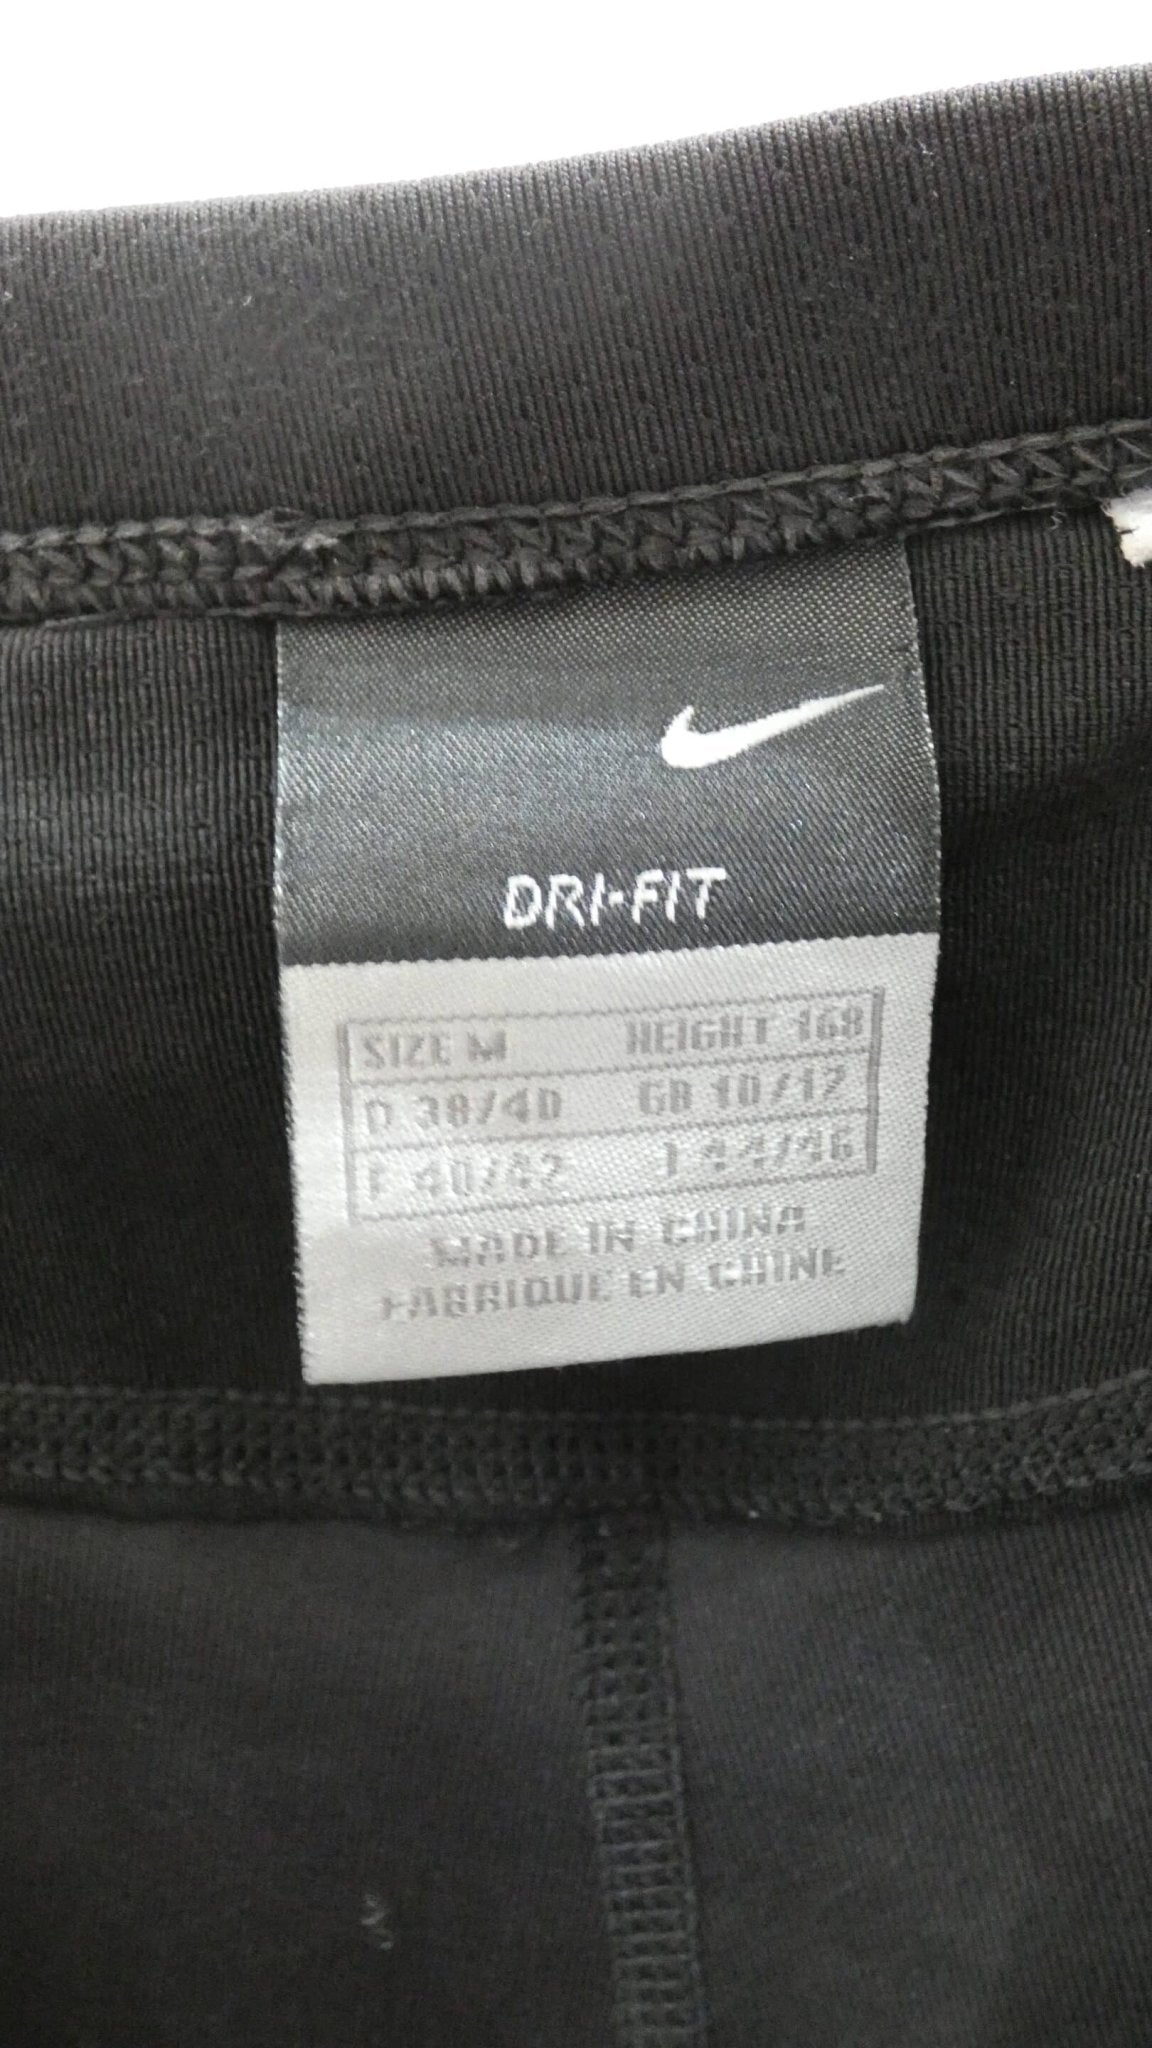 DRI-FIT
SIZE M HEIGHT 168
D 38/40 GB 10/12
F 40/42 I 44/46
MADE IN CHINA
FABRIQUE EN CHINE